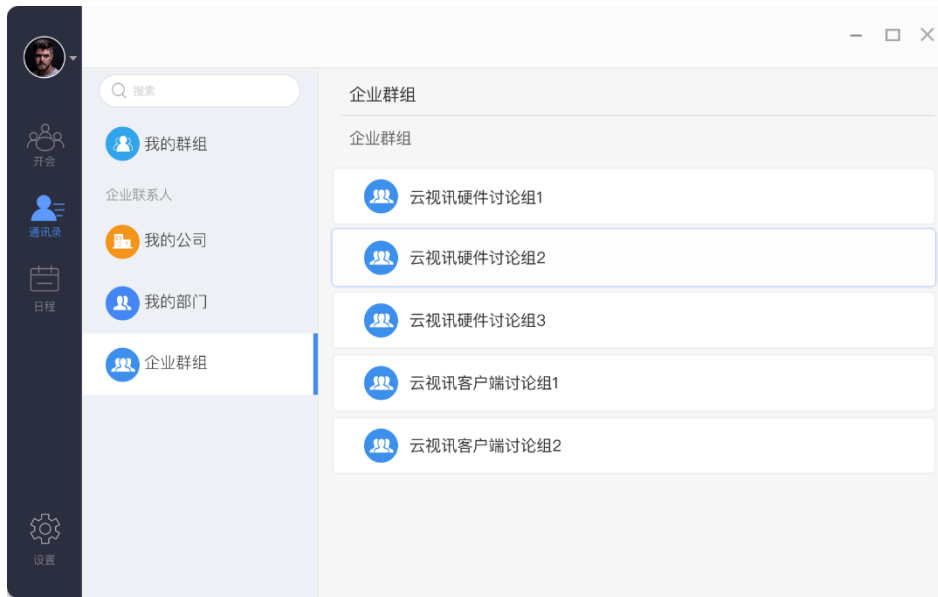 开会
通讯录
日程
设置
搜索
我的群组
企业联系人
我的公司
我的部门
企业群组
企业群组
企业群组
云视讯硬件讨论组1
云视讯硬件讨论组2
云视讯硬件讨论组3
云视讯客户端讨论组1
云视讯客户端讨论组2